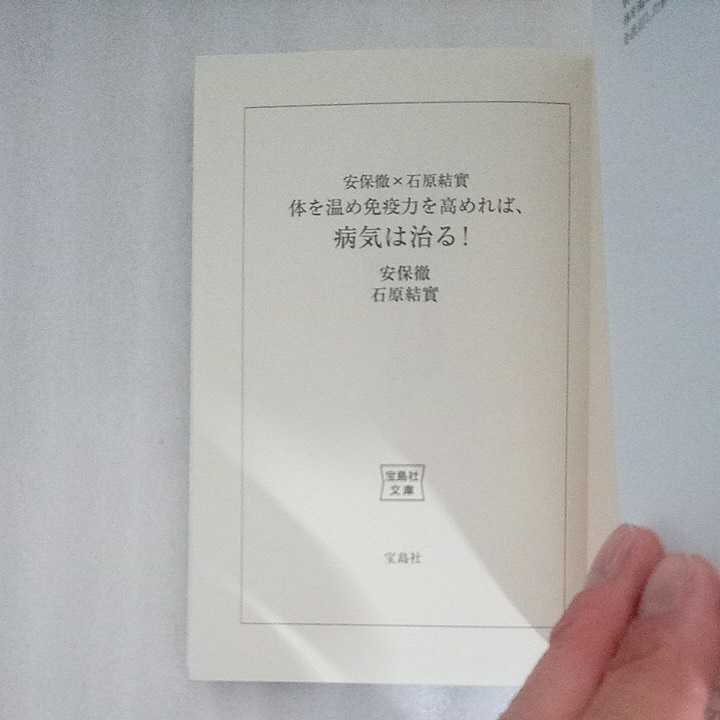 安保徹×石原結實
体を温め免疫力を高めれば、
病気は治る！
安保徹
石原結實
宝島社
文庫
宝島社